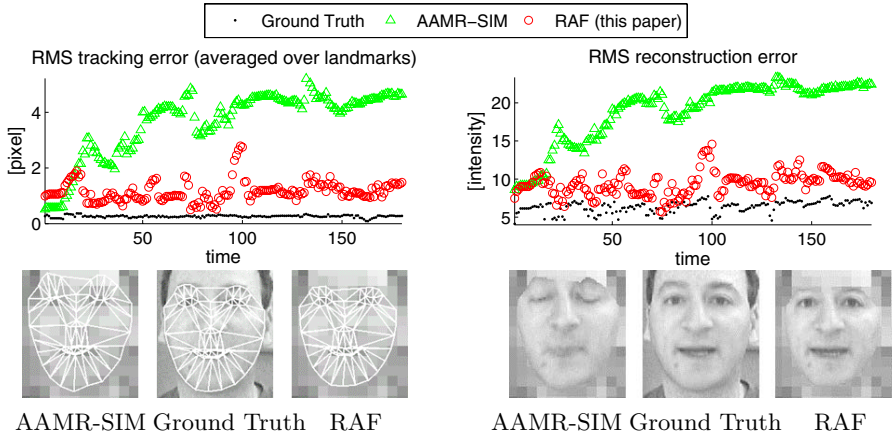 Ground Truth AAMR-SIM RAF (this paper)
RMS tracking error (averaged over landmarks)
[pixel]
4
2
0
50 100 150
time
RMS reconstruction error
[intensity]
20
15
10
5
50 100 150
time
AAMR-SIM Ground Truth RAF
AAMR-SIM Ground Truth RAF